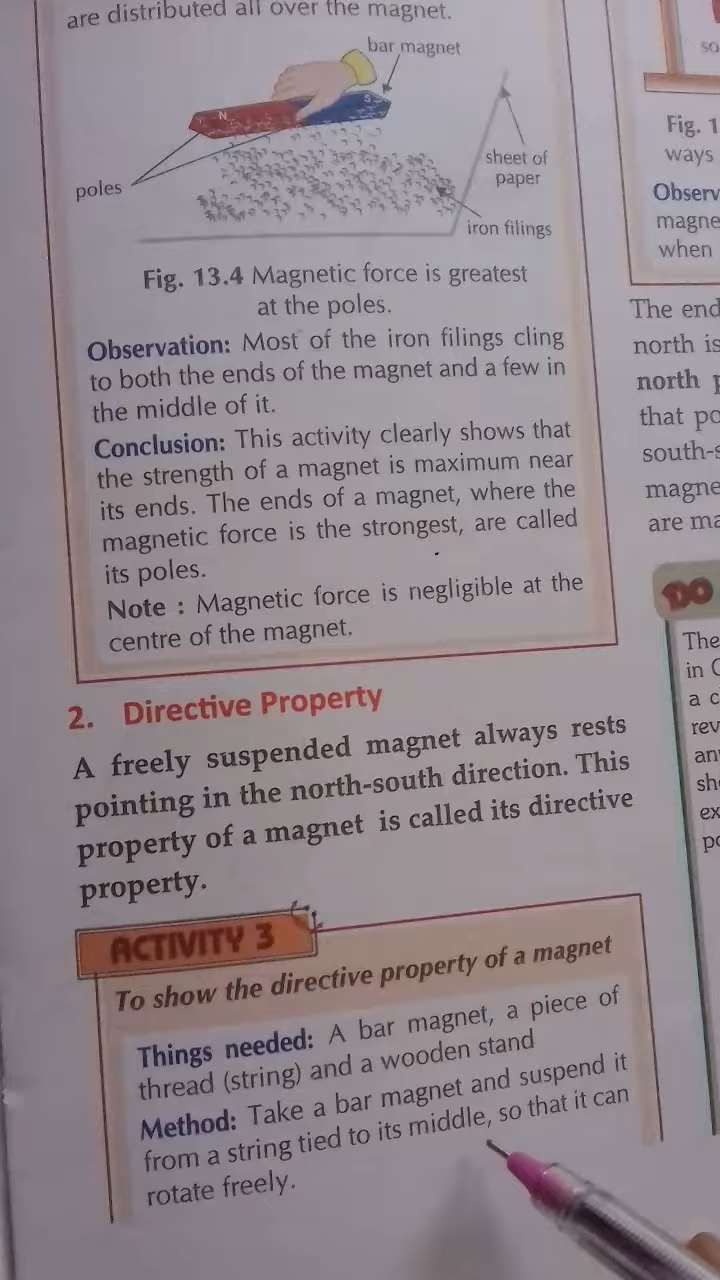 are distributed all over the magnet.
bar magnet
N
S
poles
sheet of
paper
iron filings
Fig. 13.4 Magnetic force is greatest
at the poles.
Observation: Most of the iron filings cling
to both the ends of the magnet and a few in
the middle of it.
Conclusion: This activity clearly shows that
the strength of a magnet is maximum near
its ends. The ends of a magnet, where the
magnetic force is the strongest, are called
its poles.
Note : Magnetic force is negligible at the
centre of the magnet.
2. Directive Property
A freely suspended magnet always rests
pointing in the north-south direction. This
property of a magnet is called its directive
property.
ACTIVITY 3
To show the directive property of a magnet
Things needed: A bar magnet, a piece of
thread (string) and a wooden stand
Method: Take a bar magnet and suspend it
from a string tied to its middle, so that it can
rotate freely.
so
Fig. 1
ways
Observ
magne
when
The end
north is
north p
that po
south-s
magne
are ma
DO
The
in C
a c
rev
an
sh
ex
po